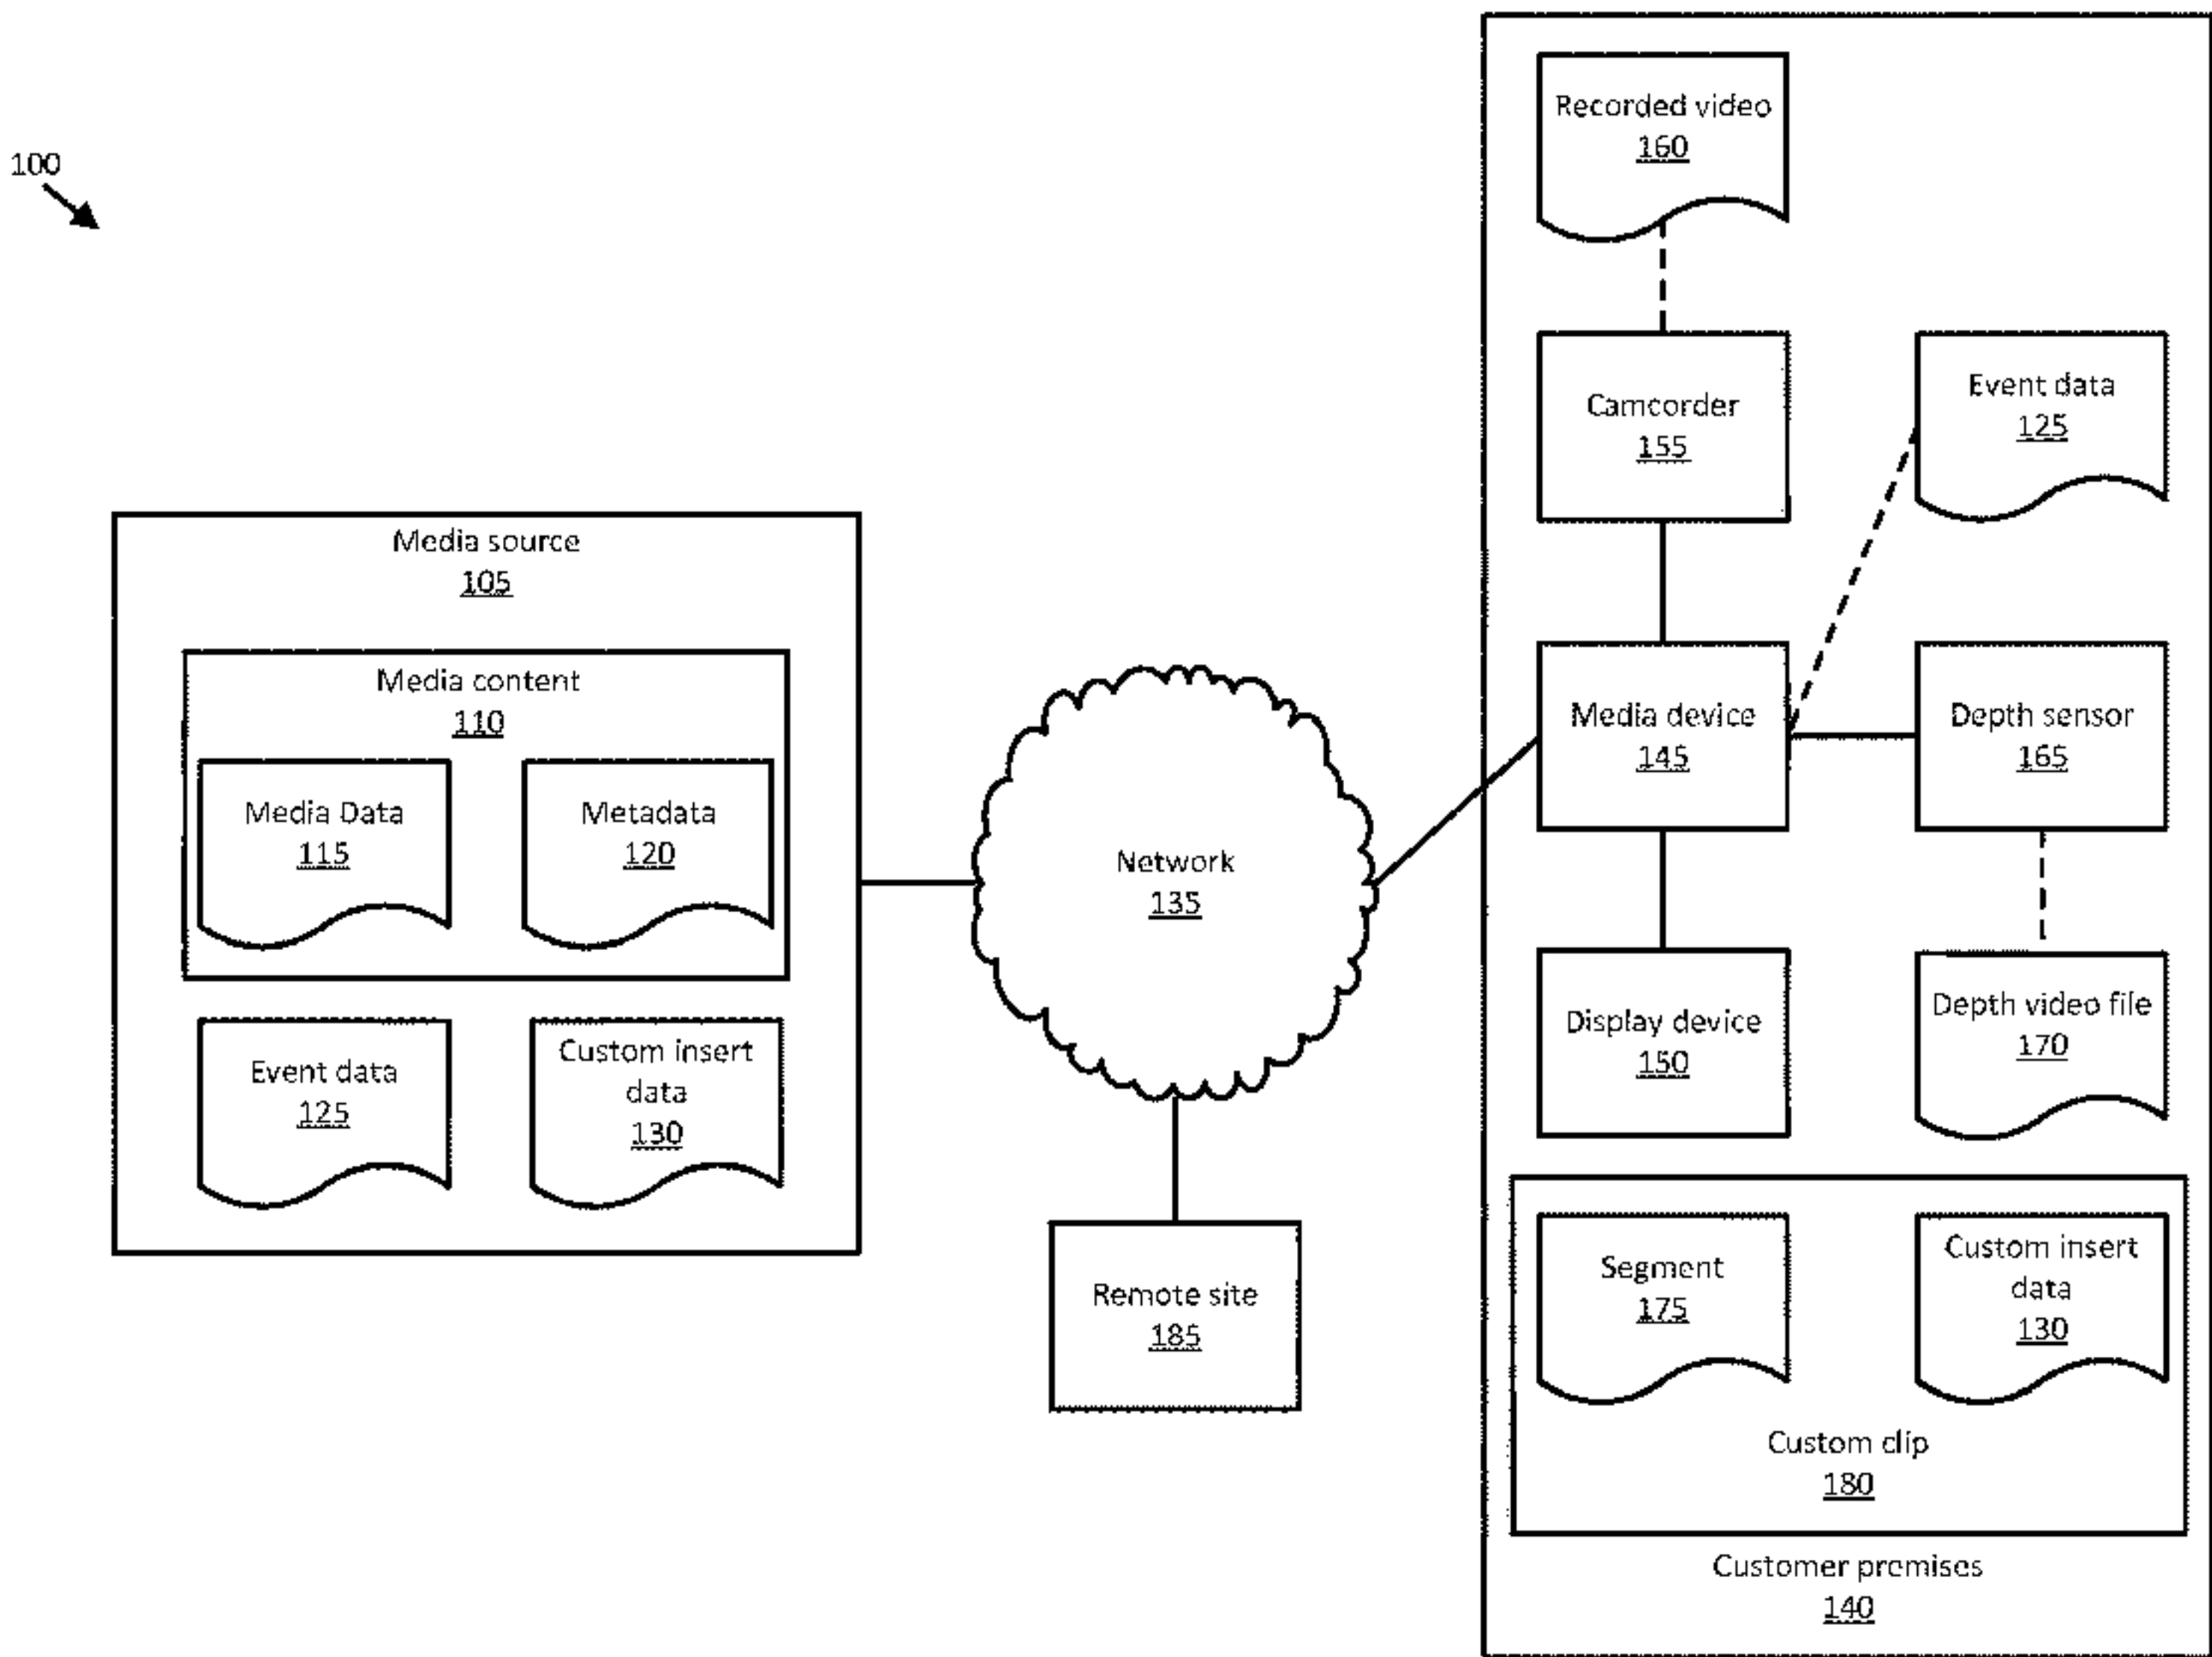 100
Media source
105
Media content
110
Media Data
115
Metadata
120
Event data
125
Custom insert
data
130
Network
135
Remote site
185
Recorded video
160
Camcorder
155
Event data
125
Media device
145
Depth sensor
165
Display device
150
Depth video file
170
Segment
175
Custom insert
data
130
Custom clip
180
Customer premises
140